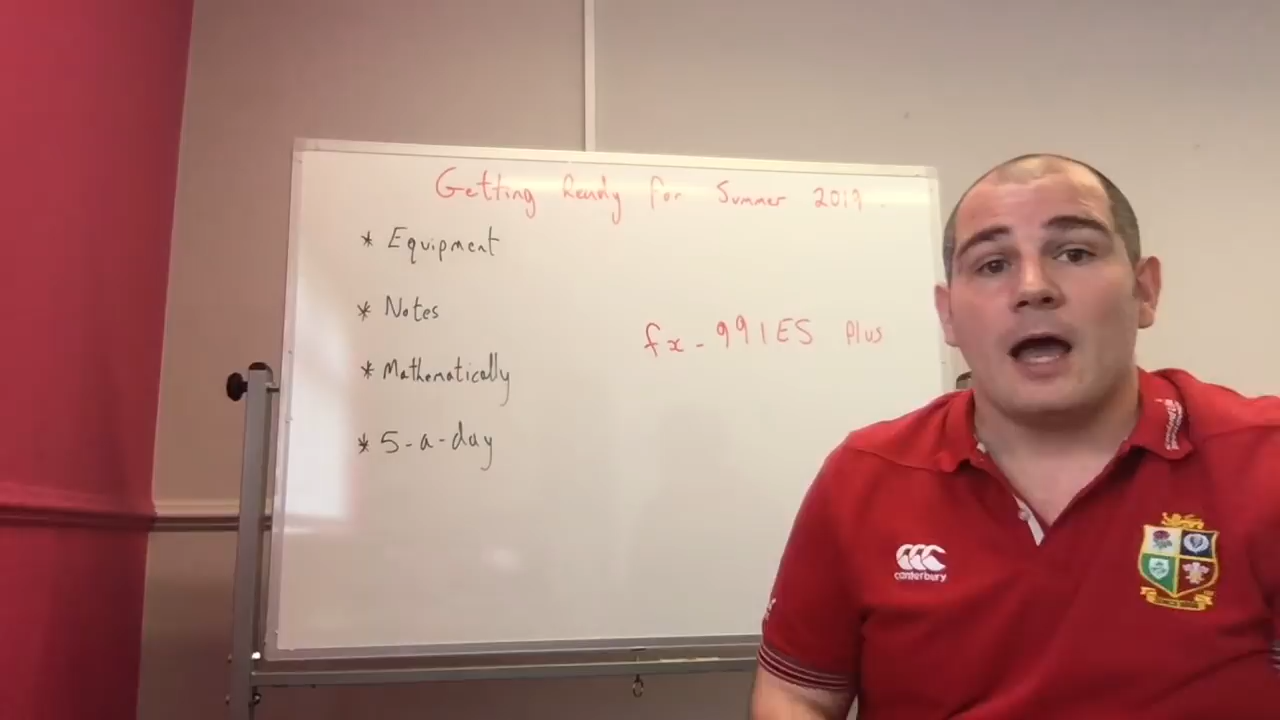 Getting Ready for Summer 2019.
* Equipment
* Notes
fx-991ES Plus
* Mathematically
* 5-a-day
canterbury